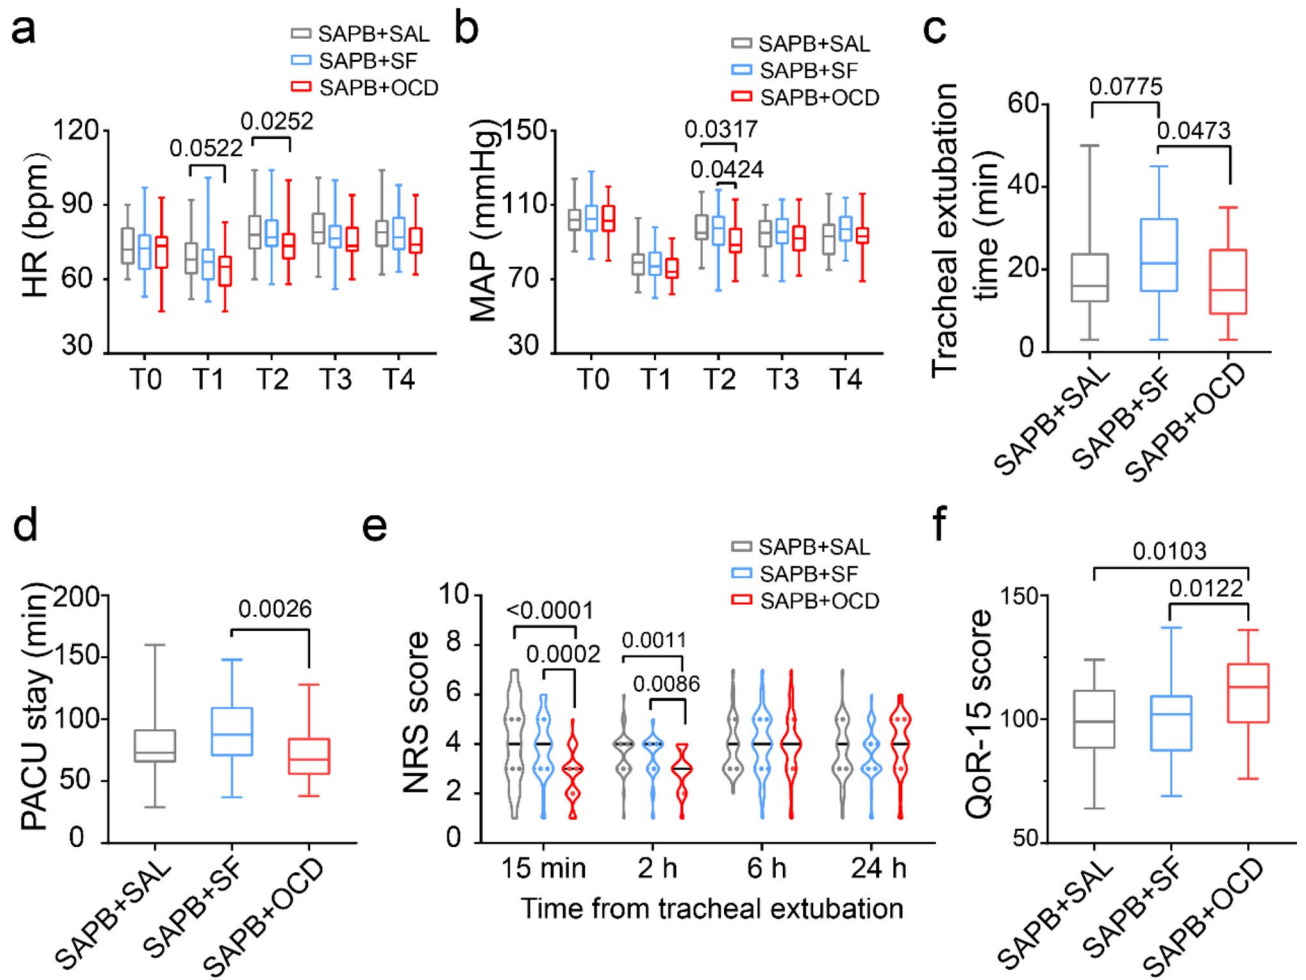 a
SAPB+SAL
SAPB+SF
SAPB+OCD
HR (bpm)
120
90
60
30
0.0522
0.0252
T0 T1 T2 T3 T4
b
SAPB+SAL
SAPB+SF
SAPB+OCD
MAP (mmHg)
150
110
70
30
0.0317
0.0424
T0 T1 T2 T3 T4
c
Tracheal extubation
time (min)
60
40
20
0
0.0775
0.0473
SAPB+SAL
SAPB+SF
SAPB+OCD
d
PACU stay (min)
200
150
100
50
0
0.0026
SAPB+SAL
SAPB+SF
SAPB+OCD
e
SAPB+SAL
SAPB+SF
SAPB+OCD
NRS score
10
8
6
4
2
0
<0.0001
0.0002
0.0011
0.0086
15 min 2 h 6 h 24 h
Time from tracheal extubation
f
QoR-15 score
150
100
50
0.0103
0.0122
SAPB+SAL
SAPB+SF
SAPB+OCD